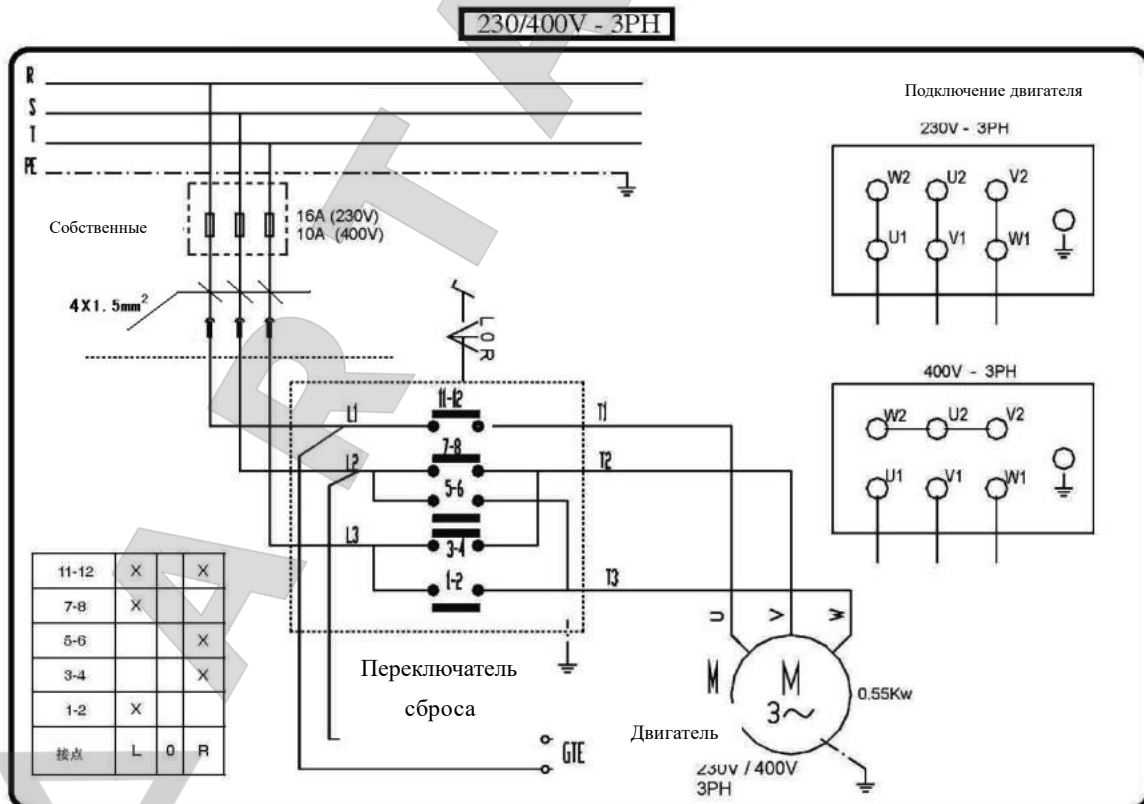 230/400V - 3PH
R
S
T
PE
Собственные
16A (230V)
10A (400V)
4X1.5mm²
L O R
11-12
L1
T1
7-8
L2
T2
5-6
L3
3-4
1-2
T3
Переключатель
сброса
GTE
U
V
W
M
M
3~
0.55Kw
Двигатель
230V / 400V
3PH
Подключение двигателя
230V - 3PH
W2 U2 V2
U1 V1 W1
400V - 3PH
W2 U2 V2
U1 V1 W1
11-12 X X
7-8 X
5-6 X
3-4 X
1-2 X
接点 L 0 R